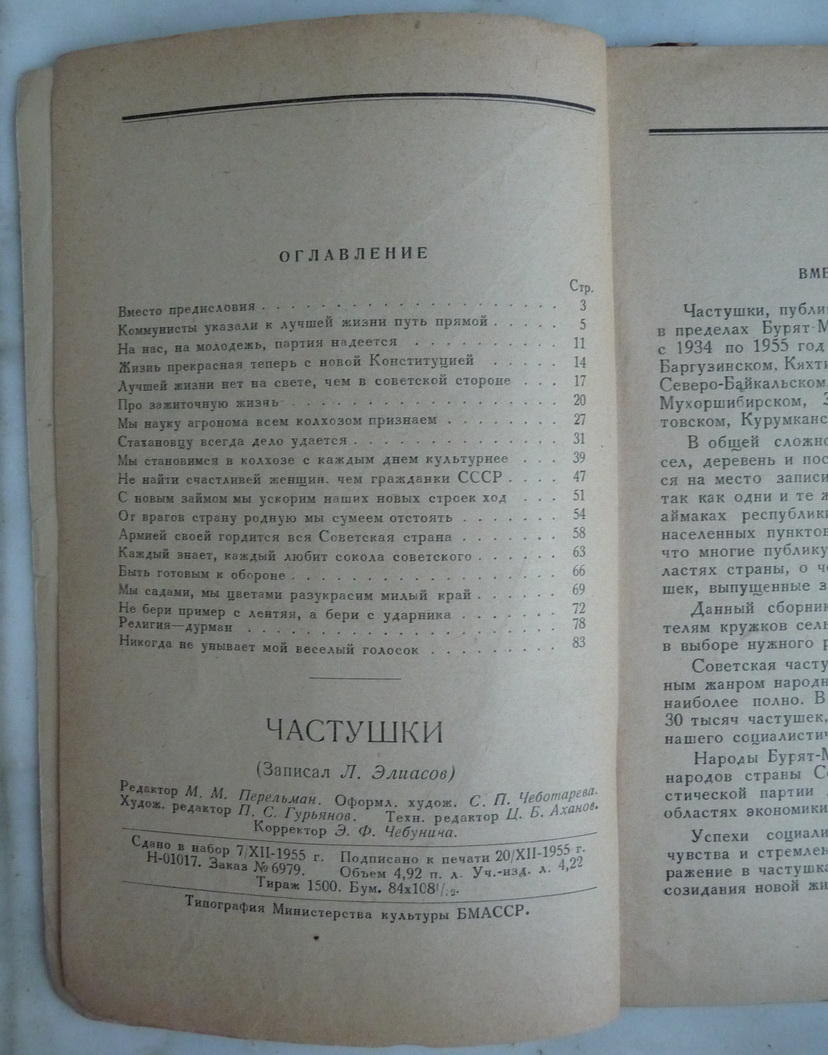 ОГЛАВЛЕНИЕ
Стр.
Вместо предисловия . . . . . . . . . . . . . . . . . 3
Коммунисты указали к лучшей жизни путь прямой . . . . . 5
На нас, на молодежь, партия надеется . . . . . . . . . 11
Жизнь прекрасная теперь с новой Конституцией . . . . . 14
Лучшей жизни нет на свете, чем в советской стороне . . . 17
Про зажиточную жизнь . . . . . . . . . . . . . . . . 20
Мы науку агронома всем колхозом признаем . . . . . . . 27
Стахановцу всегда дело удается . . . . . . . . . . . . 31
Мы становимся в колхозе с каждым днем культурнее . . . 39
Не найти счастливей женщин. чем гражданки СССР . . . . 47
С новым займом мы ускорим наших новых строек ход . . . 51
От врагов страну родную мы сумеем отстоять . . . . . . 54
Армией своей гордится вся Советская страна . . . . . . 58
Каждый знает, каждый любит сокола советского . . . . . 63
Быть готовым к обороне . . . . . . . . . . . . . . . 66
Мы садами, мы цветами разукрасим милый край . . . . . 69
Не бери пример с лентяя, а бери с ударника . . . . . . 72
Религия—дурман . . . . . . . . . . . . . . . . . . 78
Никогда не унывает мой веселый голосок . . . . . . . . 83
ЧАСТУШКИ
(Записал Л. Элиасов)
Редактор М. М. Перельман. Оформл. худож. С. П. Чеботарева.
Худож. редактор П. С. Гурьянов. Техн. редактор Ц. Б. Аханов.
Корректор Э. Ф. Чебунина.
Сдано в набор 7/XII-1955 г. Подписано к печати 20/XII-1955 г.
Н-01017. Заказ № 6979. Объем 4,92 п. л. Уч.-изд. л. 4,22
Тираж 1500. Бум. 84х108 1/32.
Типография Министерства культуры БМАССР.
ВМЕ
Частушки, публи
в пределах Бурят-М
с 1934 по 1955 год
Баргузинском, Кяхти
Северо-Байкальском,
Мухоршибирском, З
товском, Курумканс
В общей сложно
сел, деревень и пос
ся на место записи
так как одни и те ж
аймаках республики
населенных пунктов
что многие публику
ластях страны, о че
шек, выпущенные з
Данный сборник
телям кружков сель
в выборе нужного р
Советская часту
ным жанром народн
наиболее полно. В
30 тысяч частушек,
нашего социалистич
Народы Бурят-М
народов страны Со
стической партии
областях экономики
Успехи социали
чувства и стремлен
ражение в частушка
созидания новой жи